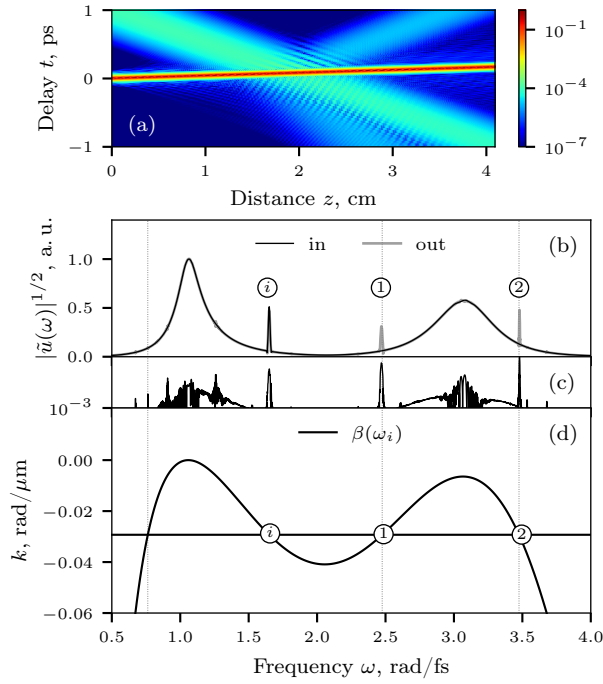 Delay t, ps
1
0
−1
(a)
0 1 2 3 4
Distance z, cm
10⁻¹
10⁻⁴
10⁻⁷
|ũ(ω)|^{1/2}, a. u.
1.0
0.5
0.0
in out
(b)
i 1 2
(c)
10⁻³
β(ω_i)
(d)
k, rad/μm
0.00
−0.02
−0.04
−0.06
i 1 2
0.5 1.0 1.5 2.0 2.5 3.0 3.5 4.0
Frequency ω, rad/fs